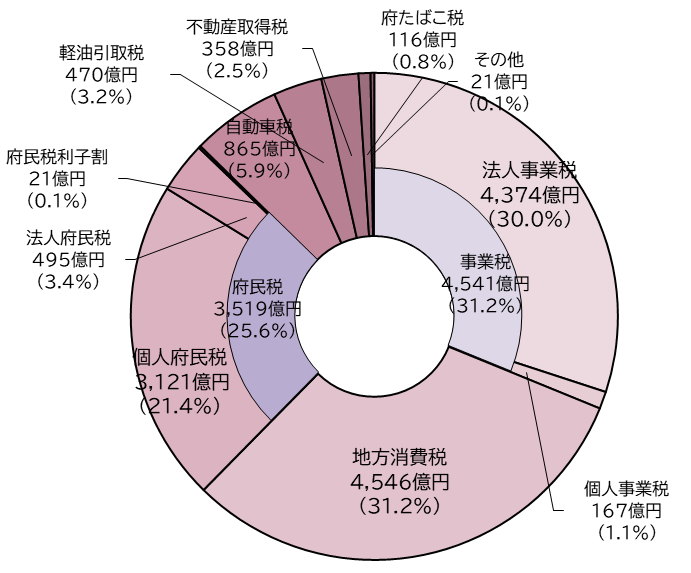 不動産取得税
358億円
(2.5%)
府たばこ税
116億円
(0.8%)
その他
21億円
(0.1%)
軽油引取税
470億円
(3.2%)
自動車税
865億円
(5.9%)
府民税利子割
21億円
(0.1%)
法人府民税
495億円
(3.4%)
法人事業税
4,374億円
(30.0%)
事業税
4,541億円
(31.2%)
府民税
3,519億円
(25.6%)
個人府民税
3,121億円
(21.4%)
地方消費税
4,546億円
(31.2%)
個人事業税
167億円
(1.1%)